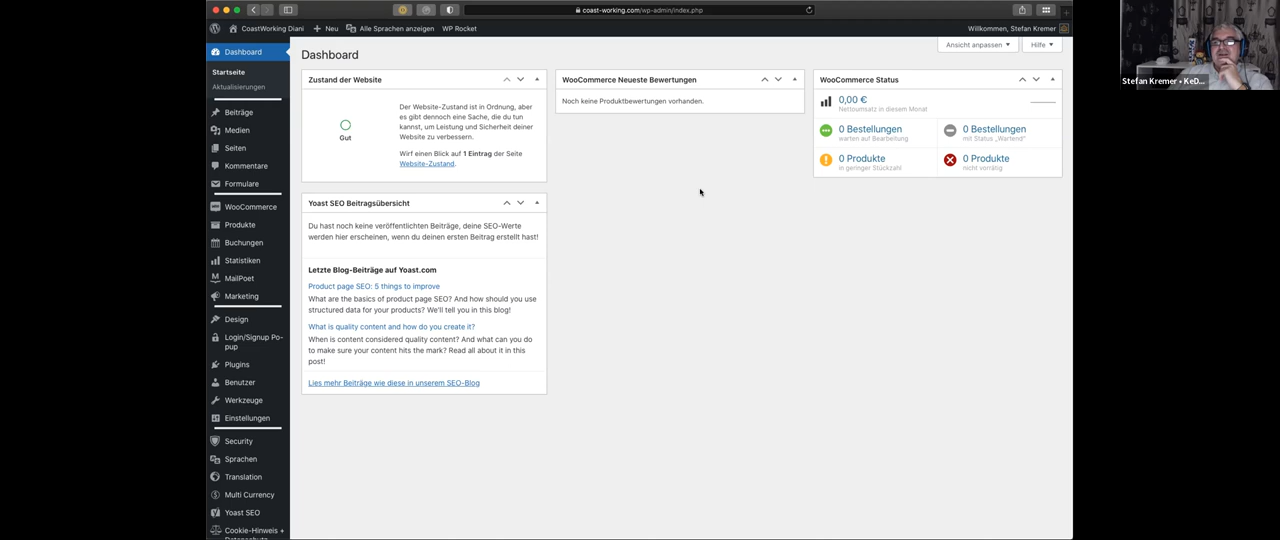 coast-working.com/wp-admin/index.php
CoastWorking Diani
Neu
Alle Sprachen anzeigen
WP Rocket
Willkommen, Stefan Kremer
Dashboard
Startseite
Aktualisierungen
Beiträge
Medien
Seiten
Kommentare
Formulare
WooCommerce
Produkte
Buchungen
Statistiken
MailPoet
Marketing
Design
Login/Signup Po-
pup
Plugins
Benutzer
Werkzeuge
Einstellungen
Security
Sprachen
Translation
Multi Currency
Yoast SEO
Cookie-Hinweis +
Dashboard
Ansicht anpassen
Hilfe
Zustand der Website
Gut
Der Website-Zustand ist in Ordnung, aber
es gibt dennoch eine Sache, die du tun
kannst, um Leistung und Sicherheit deiner
Website zu verbessern.
Wirf einen Blick auf 1 Eintrag der Seite
Website-Zustand.
Yoast SEO Beitragsübersicht
Du hast noch keine veröffentlichten Beiträge, deine SEO-Werte
werden hier erscheinen, wenn du deinen ersten Beitrag erstellt hast!
Letzte Blog-Beiträge auf Yoast.com
Product page SEO: 5 things to improve
What are the basics of product page SEO? And how should you use
structured data for your products? We'll tell you in this blog!
What is quality content and how do you create it?
When is content considered quality content? And what can you do
to make sure your content hits the mark? Read all about it in this
post!
Lies mehr Beiträge wie diese in unserem SEO-Blog
WooCommerce Neueste Bewertungen
Noch keine Produktbewertungen vorhanden.
WooCommerce Status
0,00 €
Nettoumsatz in diesem Monat
0 Bestellungen
warten auf Bearbeitung
0 Bestellungen
mit Status „Wartend“
0 Produkte
in geringer Stückzahl
0 Produkte
nicht vorrätig
Stefan Kremer • KeD...